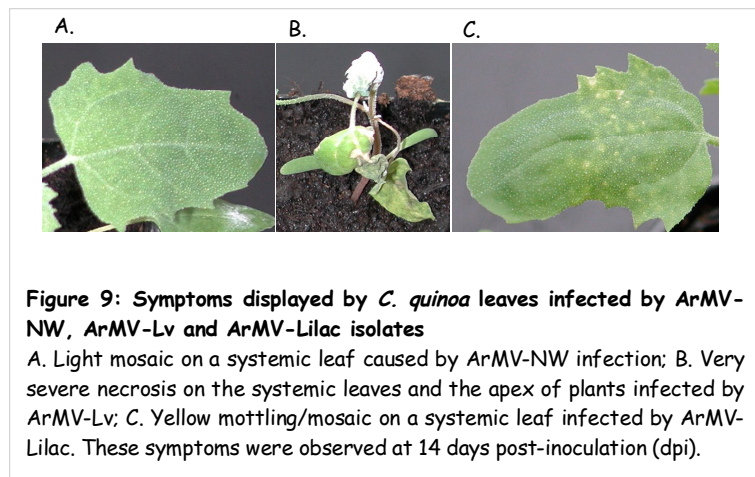 A. B. C.
Figure 9: Symptoms displayed by C. quinoa leaves infected by ArMV-
NW, ArMV-Lv and ArMV-Lilac isolates
A. Light mosaic on a systemic leaf caused by ArMV-NW infection; B. Very
severe necrosis on the systemic leaves and the apex of plants infected by
ArMV-Lv; C. Yellow mottling/mosaic on a systemic leaf infected by ArMV-
Lilac. These symptoms were observed at 14 days post-inoculation (dpi).